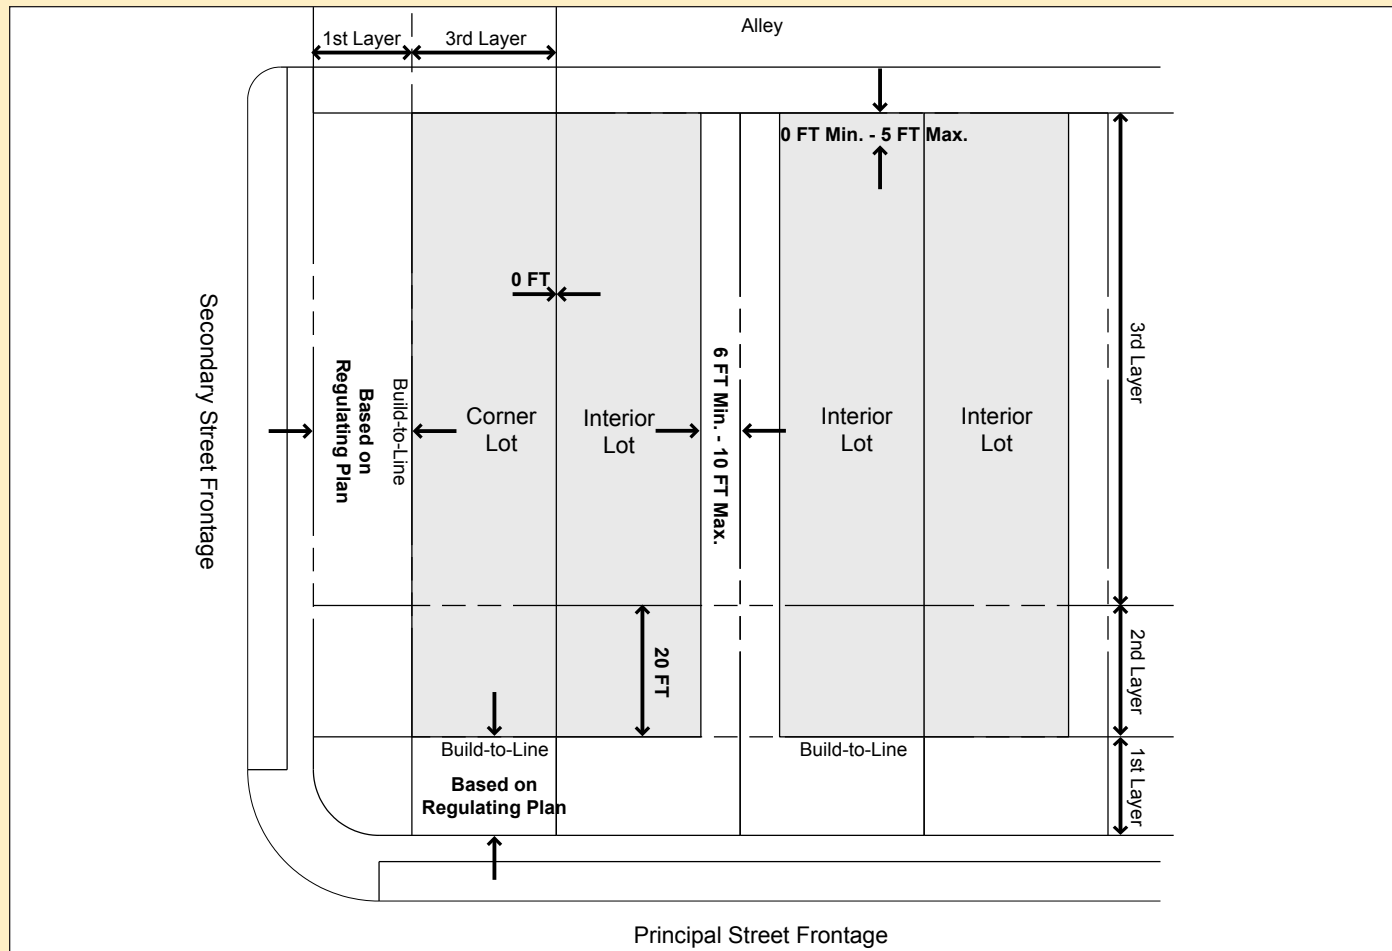 Alley
1st Layer
3rd Layer
0 FT Min. - 5 FT Max.
0 FT
Secondary Street Frontage
Based on
Regulating Plan
Build-to-Line
Corner
Lot
Interior
Lot
6 FT Min. - 10 FT Max.
Interior
Lot
Interior
Lot
3rd Layer
20 FT
2nd Layer
Build-to-Line
Based on
Regulating Plan
Build-to-Line
1st Layer
Principal Street Frontage